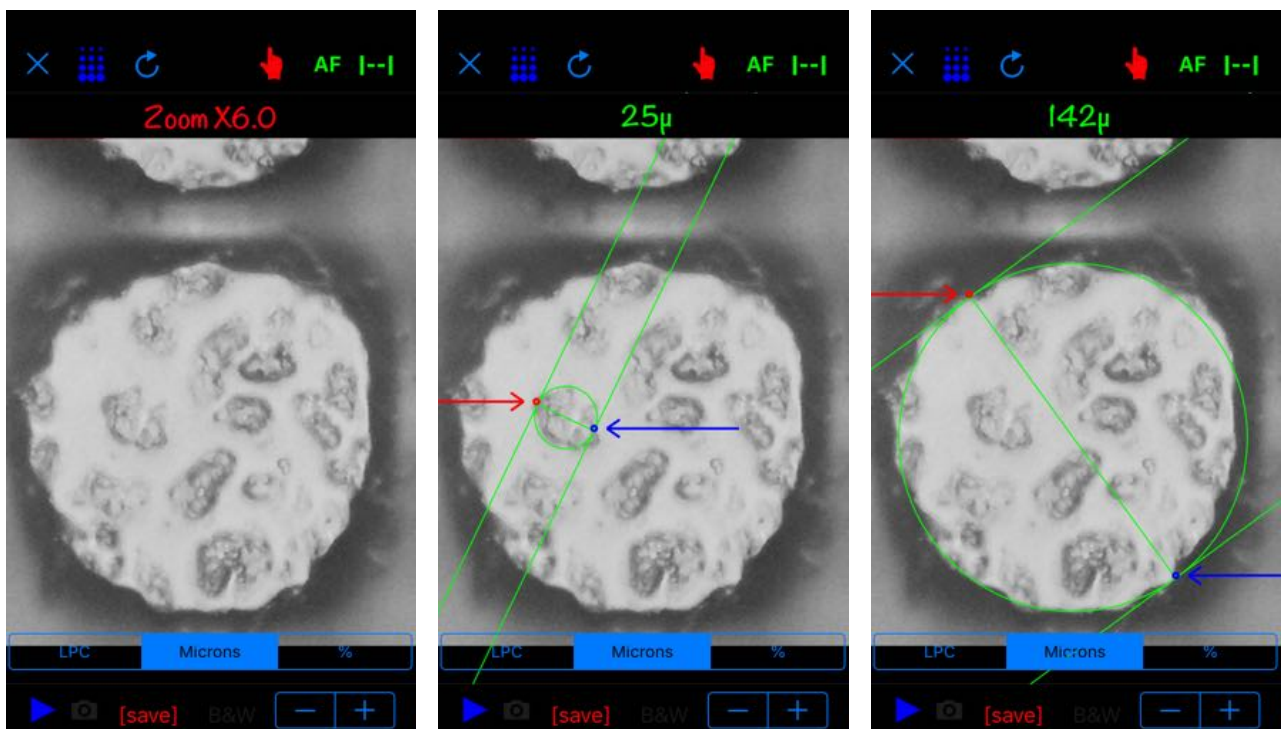 AF |--|
Zoom X6.0
LPC Microns %
[save] B&W − +
AF |--|
25µ
LPC Microns %
[save] B&W − +
AF |--|
142µ
LPC Microns %
[save] B&W − +